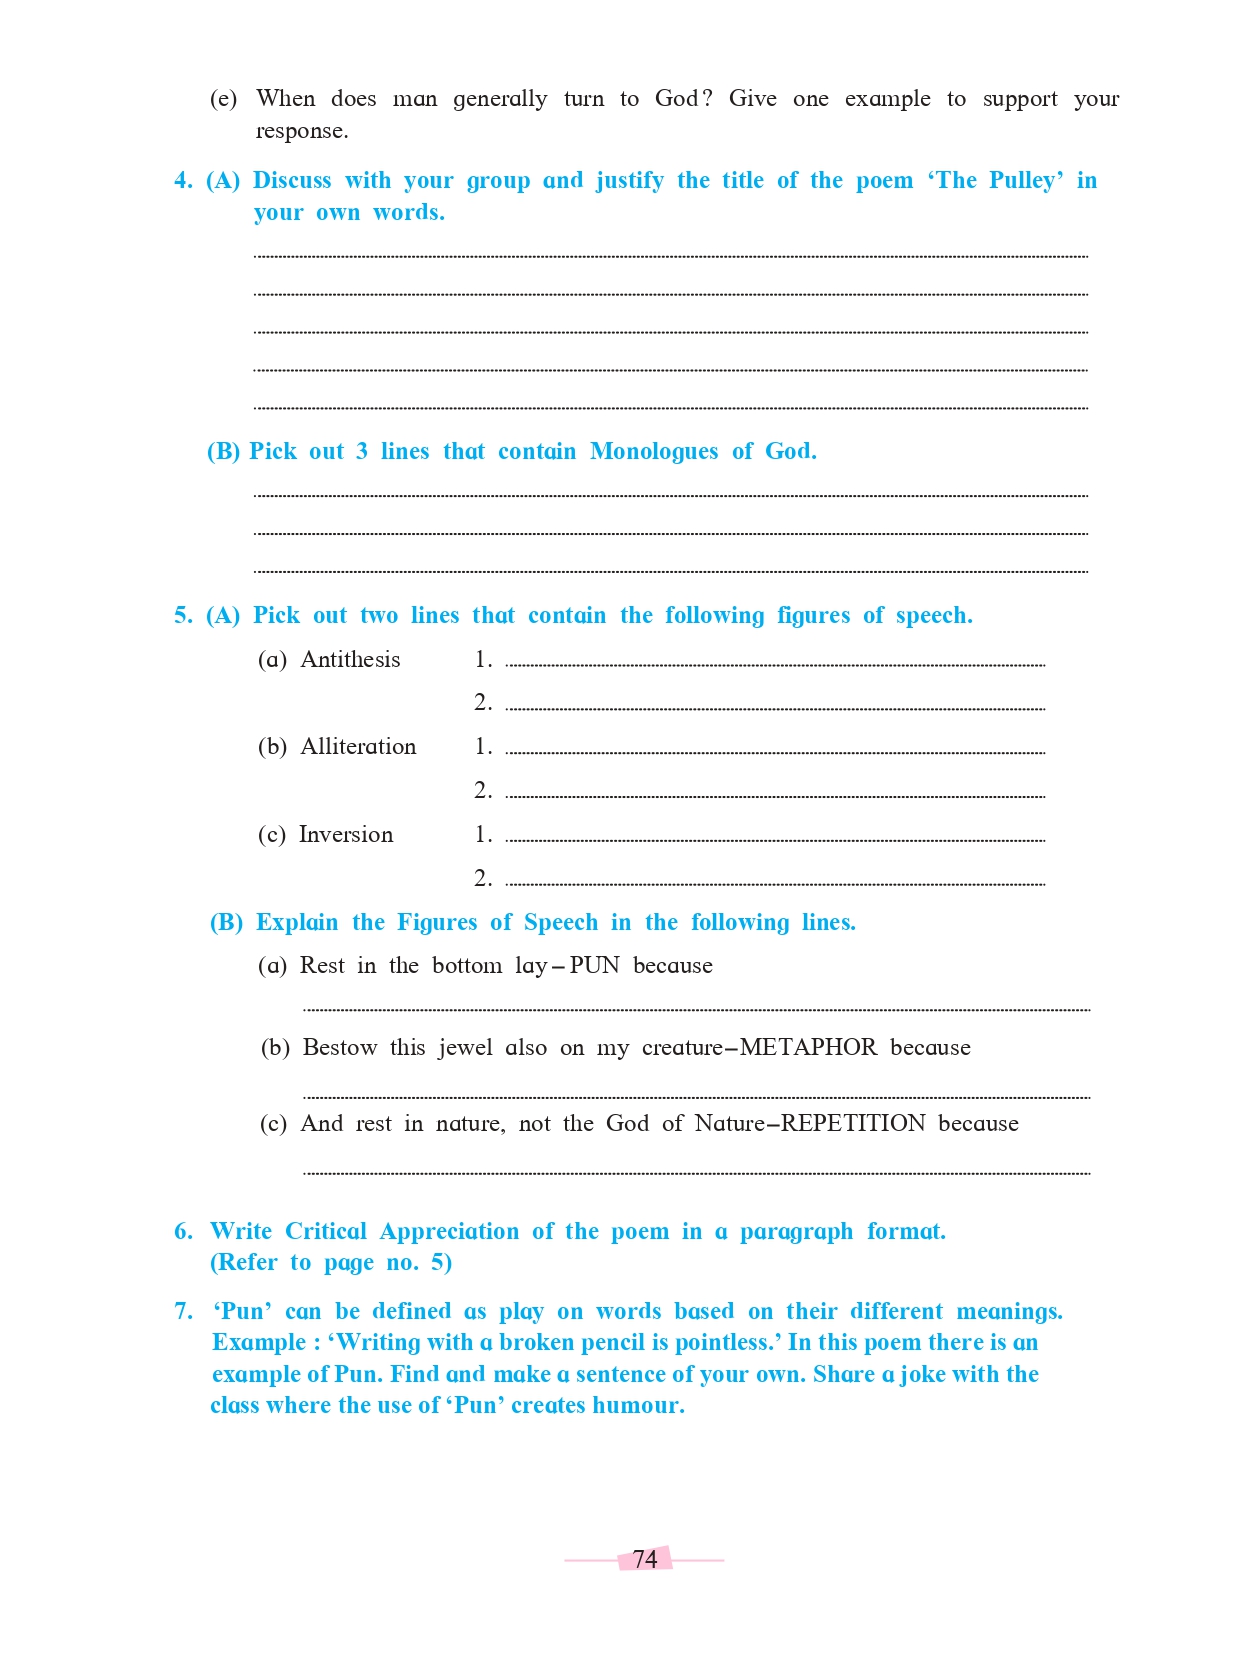 (e) When does man generally turn to God? Give one example to support your
response.
4. (A) Discuss with your group and justify the title of the poem ‘The Pulley’ in
your own words.
(B) Pick out 3 lines that contain Monologues of God.
5. (A) Pick out two lines that contain the following figures of speech.
(a) Antithesis 1.
2.
(b) Alliteration 1.
2.
(c) Inversion 1.
2.
(B) Explain the Figures of Speech in the following lines.
(a) Rest in the bottom lay – PUN because
(b) Bestow this jewel also on my creature–METAPHOR because
(c) And rest in nature, not the God of Nature–REPETITION because
6. Write Critical Appreciation of the poem in a paragraph format.
(Refer to page no. 5)
7. ‘Pun’ can be defined as play on words based on their different meanings.
Example : ‘Writing with a broken pencil is pointless.’ In this poem there is an
example of Pun. Find and make a sentence of your own. Share a joke with the
class where the use of ‘Pun’ creates humour.
74